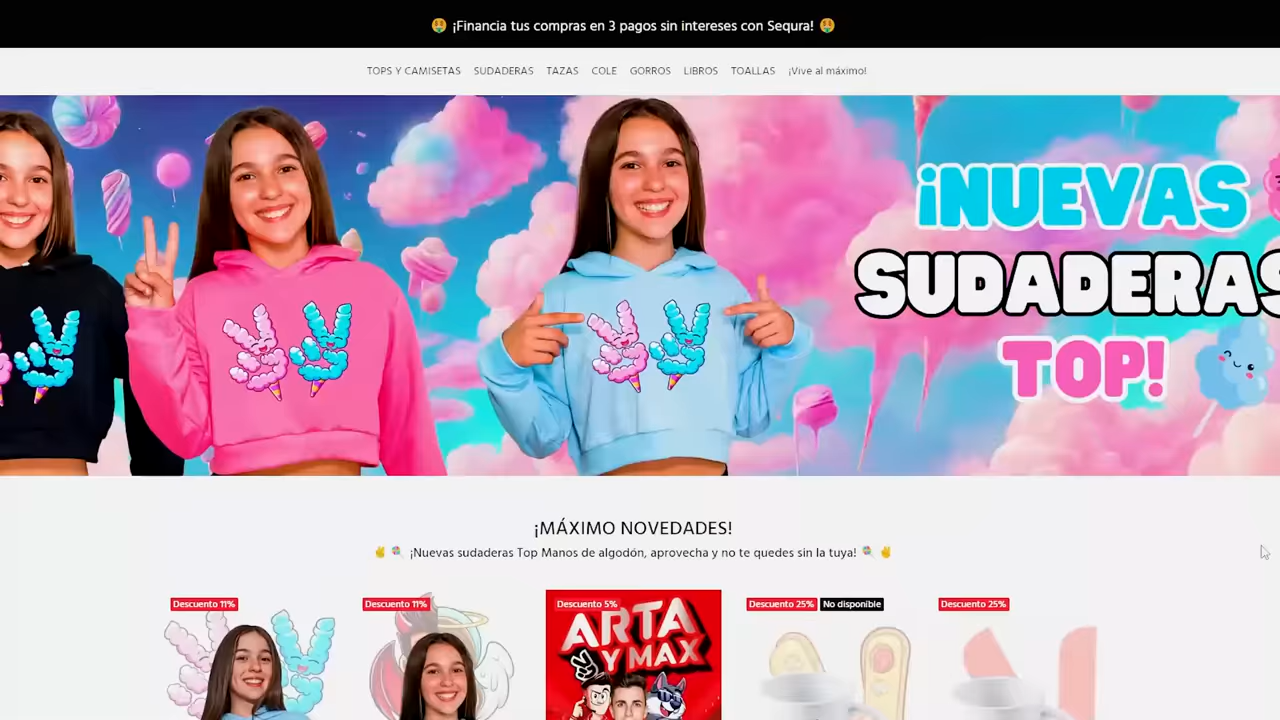 🤑 ¡Financia tus compras en 3 pagos sin intereses con Sequra! 🤑
TOPS Y CAMISETAS SUDADERAS TAZAS COLE GORROS LIBROS TOALLAS ¡Vive al máximo!
¡NUEVAS
SUDADERAS
TOP!
¡MÁXIMO NOVEDADES!
✌️ 🍭 ¡Nuevas sudaderas Top Manos de algodón, aprovecha y no te quedes sin la tuya! 🍭 ✌️
Descuento 11% Descuento 11% Descuento 5% Descuento 25% No disponible Descuento 25%
ARTA
Y MAX